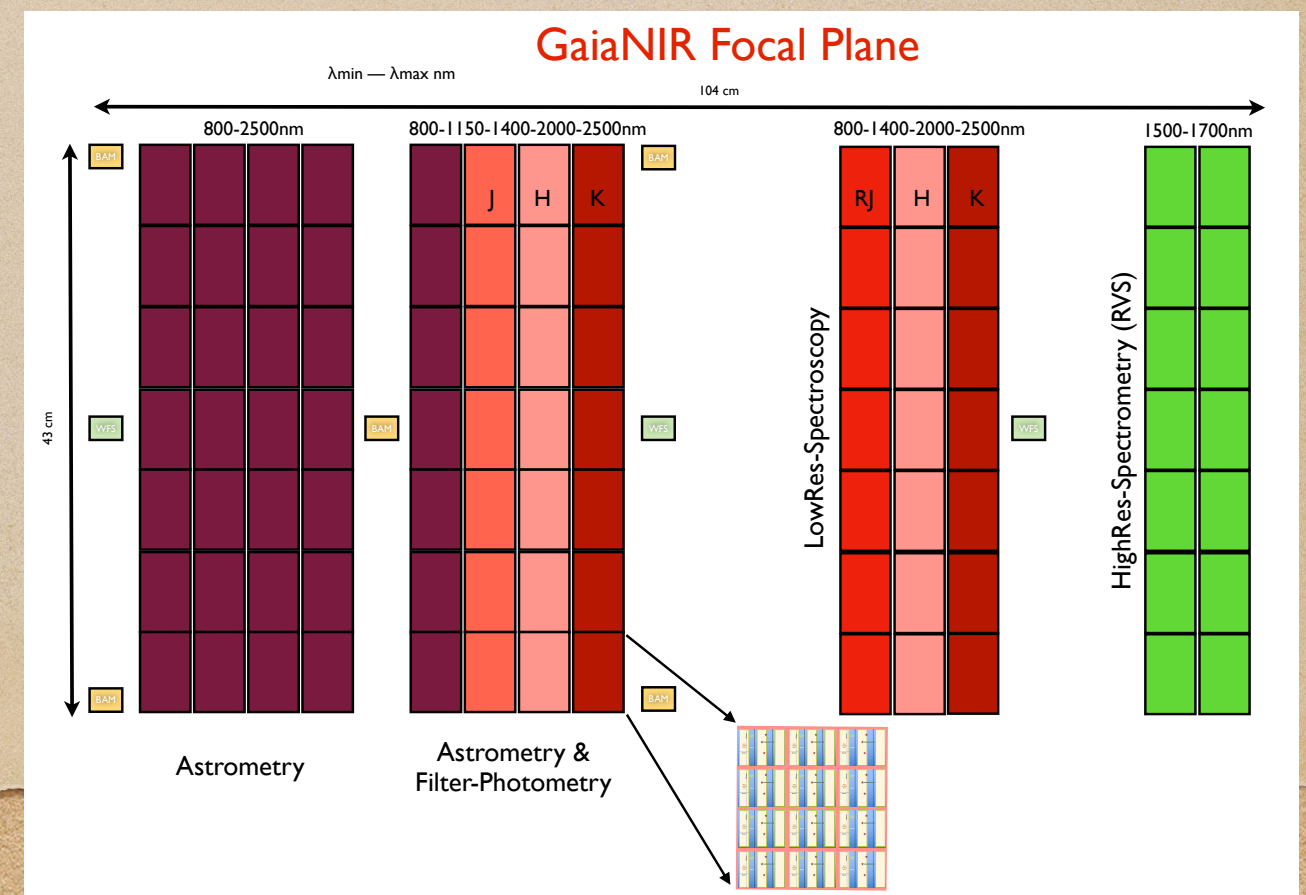 GaiaNIR Focal Plane
λmin — λmax nm
104 cm
800-2500nm
800-1150-1400-2000-2500nm
800-1400-2000-2500nm
1500-1700nm
BAM
BAM
J
H
K
RJ
H
K
43 cm
WFS
BAM
WFS
WFS
LowRes-Spectroscopy
HighRes-Spectrometry (RVS)
BAM
BAM
Astrometry
Astrometry &
Filter-Photometry